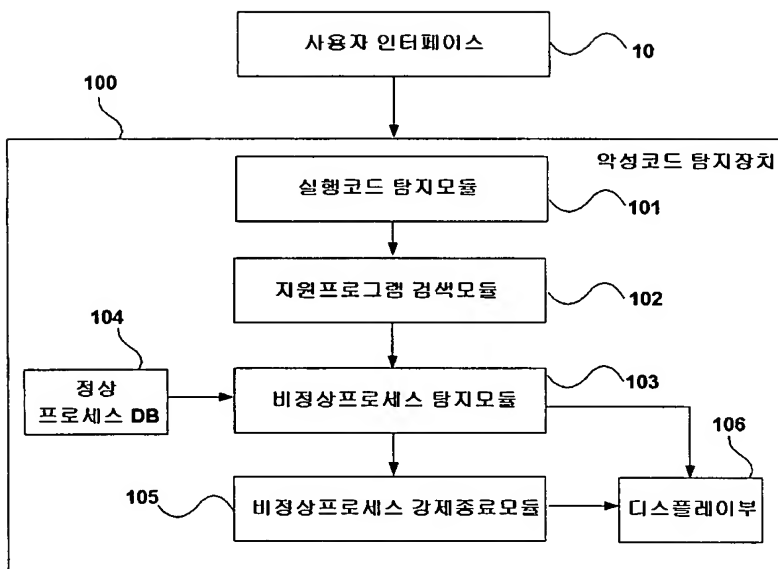 사용자 인터페이스
10
100
악성코드 탐지장치
실행코드 탐지모듈
101
지원프로그램 검색모듈
102
104
정상
프로세스 DB
비정상프로세스 탐지모듈
103
106
105
비정상프로세스 강제종료모듈
디스플레이부